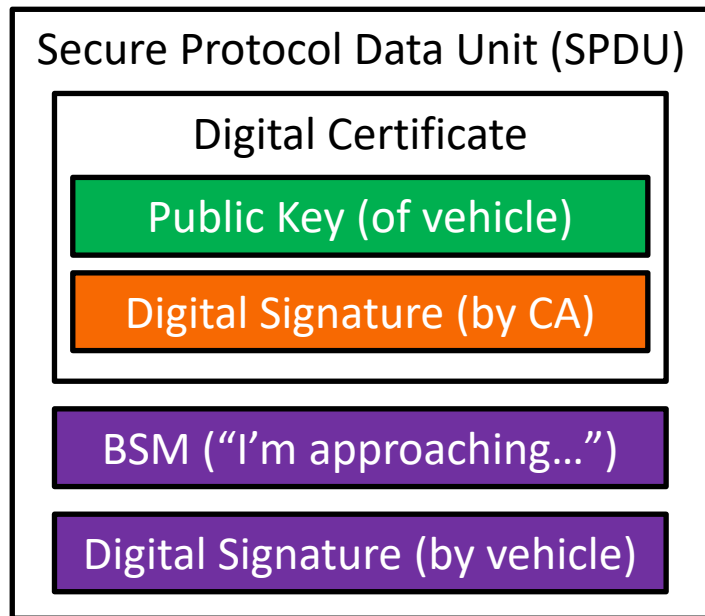 Secure Protocol Data Unit (SPDU)
Digital Certificate
Public Key (of vehicle)
Digital Signature (by CA)
BSM (“I’m approaching…”)
Digital Signature (by vehicle)